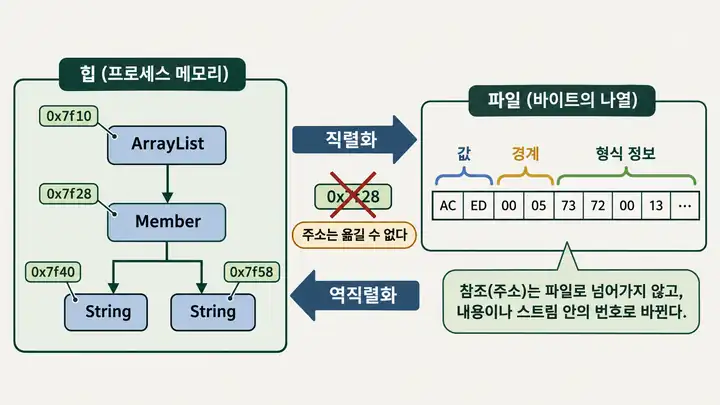 힙 (프로세스 메모리)
0x7f10
ArrayList
0x7f28
Member
0x7f40
String
0x7f58
String
직렬화
0x7f28
주소는 옮길 수 없다
역직렬화
파일 (바이트의 나열)
값 경계 형식 정보
AC ED 00 05 73 72 00 13 ...
참조(주소)는 파일로 넘어가지 않고,
내용이나 스트림 안의 번호로 바뀐다.